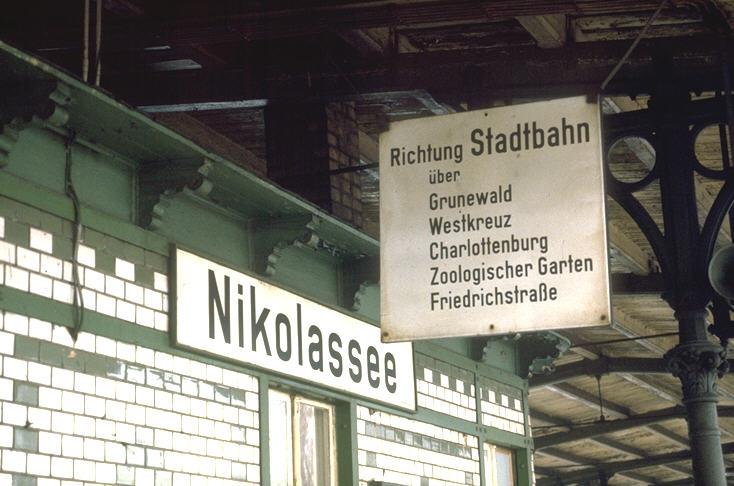 Richtung Stadtbahn
über
Grunewald
Westkreuz
Charlottenburg
Zoologischer Garten
Friedrichstraße
Nikolassee